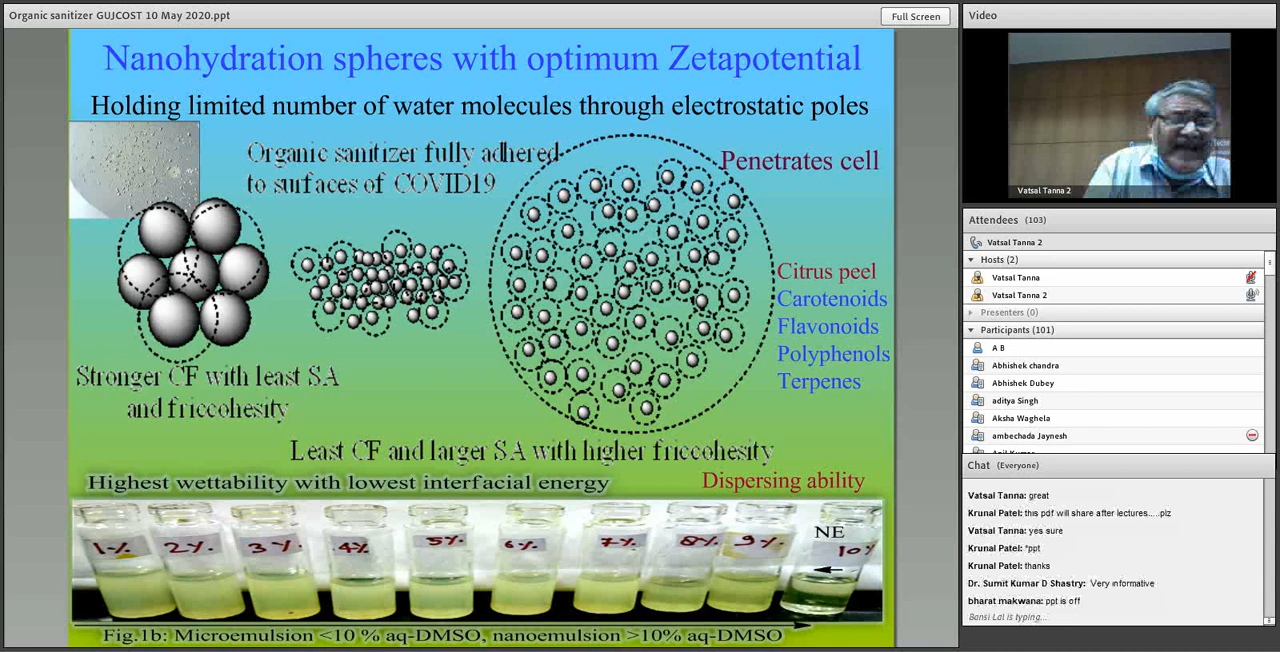 Organic sanitizer GUJCOST 10 May 2020.ppt
Full Screen
Nanohydration spheres with optimum Zetapotential
Holding limited number of water molecules through electrostatic poles
Organic sanitizer fully adhered
to surfaces of COVID19
Penetrates cell
Citrus peel
Carotenoids
Flavonoids
Polyphenols
Terpenes
Stronger CF with least SA
and friccohesity
Least CF and larger SA with higher friccohesity
Highest wettability with lowest interfacial energy
Dispersing ability
1%
2%
3%
4%
5%
6%
7%
8%
9%
NE
10%
Fig.1b: Microemulsion <10 % aq-DMSO, nanoemulsion >10% aq-DMSO
Video
Vatsal Tanna 2
Attendees (103)
Vatsal Tanna 2
Hosts (2)
Vatsal Tanna
Vatsal Tanna 2
Presenters (0)
Participants (101)
A B
Abhishek chandra
Abhishek Dubey
aditya Singh
Aksha Waghela
ambechada Jaynesh
Chat (Everyone)
Vatsal Tanna: great
Krunal Patel: this pdf will share after lectures.....plz
Vatsal Tanna: yes sure
Krunal Patel: *ppt
Krunal Patel: thanks
Dr. Sumit Kumar D Shastry: Very informative
bharat makwana: ppt is off
Bansi Lal is typing...